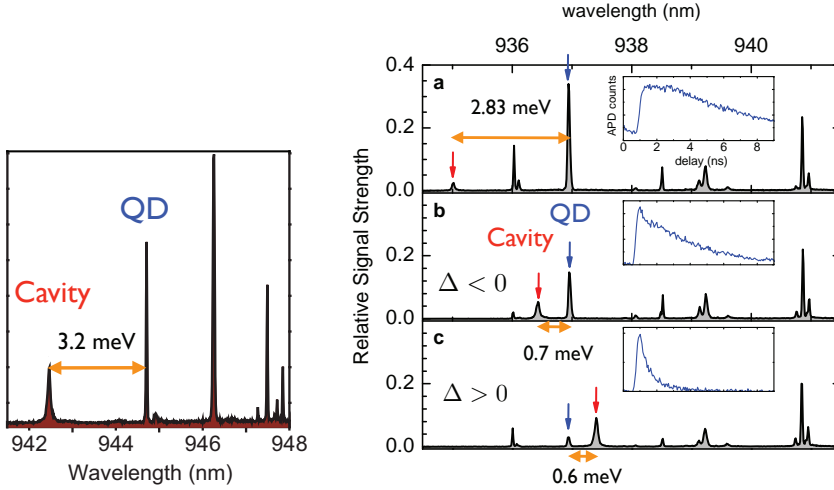 Cavity
QD
3.2 meV
942 944 946 948
Wavelength (nm)
wavelength (nm)
936 938 940
Relative Signal Strength
0.4
0.2
0.0
a
2.83 meV
APD counts
0 2 4 6 8
delay (ns)
0.2
0.0
b
QD
Cavity
Δ < 0
0.7 meV
0.2
0.0
c
Δ > 0
0.6 meV